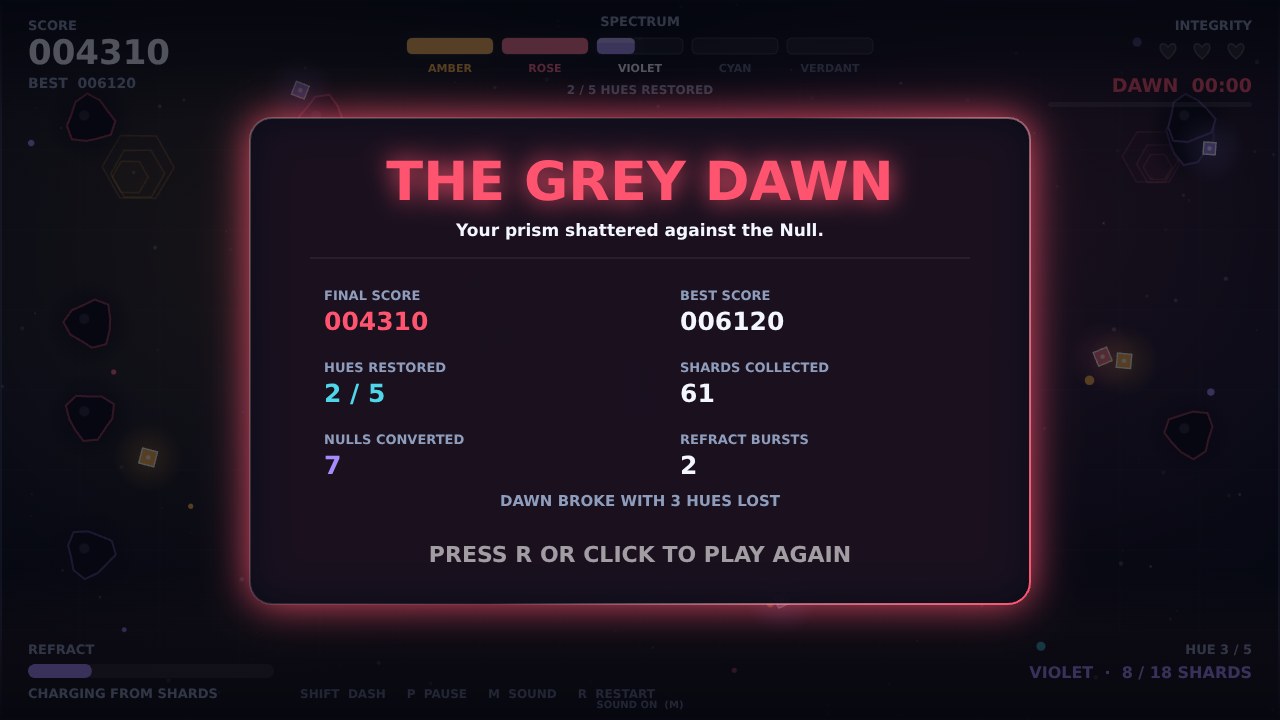 SCORE
004310
BEST 006120
SPECTRUM
AMBER ROSE VIOLET CYAN VERDANT
2 / 5 HUES RESTORED
INTEGRITY
DAWN 00:00
THE GREY DAWN
Your prism shattered against the Null.
FINAL SCORE
004310
BEST SCORE
006120
HUES RESTORED
2 / 5
SHARDS COLLECTED
61
NULLS CONVERTED
7
REFRACT BURSTS
2
DAWN BROKE WITH 3 HUES LOST
PRESS R OR CLICK TO PLAY AGAIN
REFRACT
CHARGING FROM SHARDS
SHIFT DASH P PAUSE M SOUND R RESTART
SOUND ON (M)
HUE 3 / 5
VIOLET · 8 / 18 SHARDS